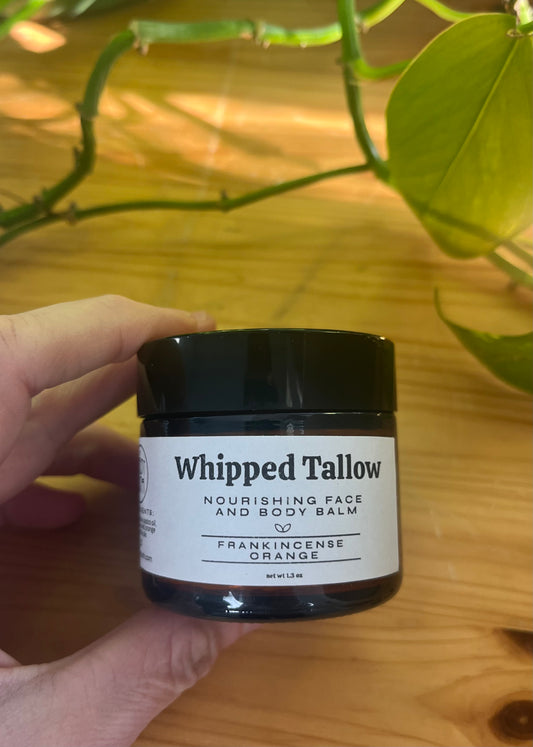 Whipped Tallow
NOURISHING FACE
AND BODY BALM
FRANKINCENSE
ORANGE
net wt 1.3 oz